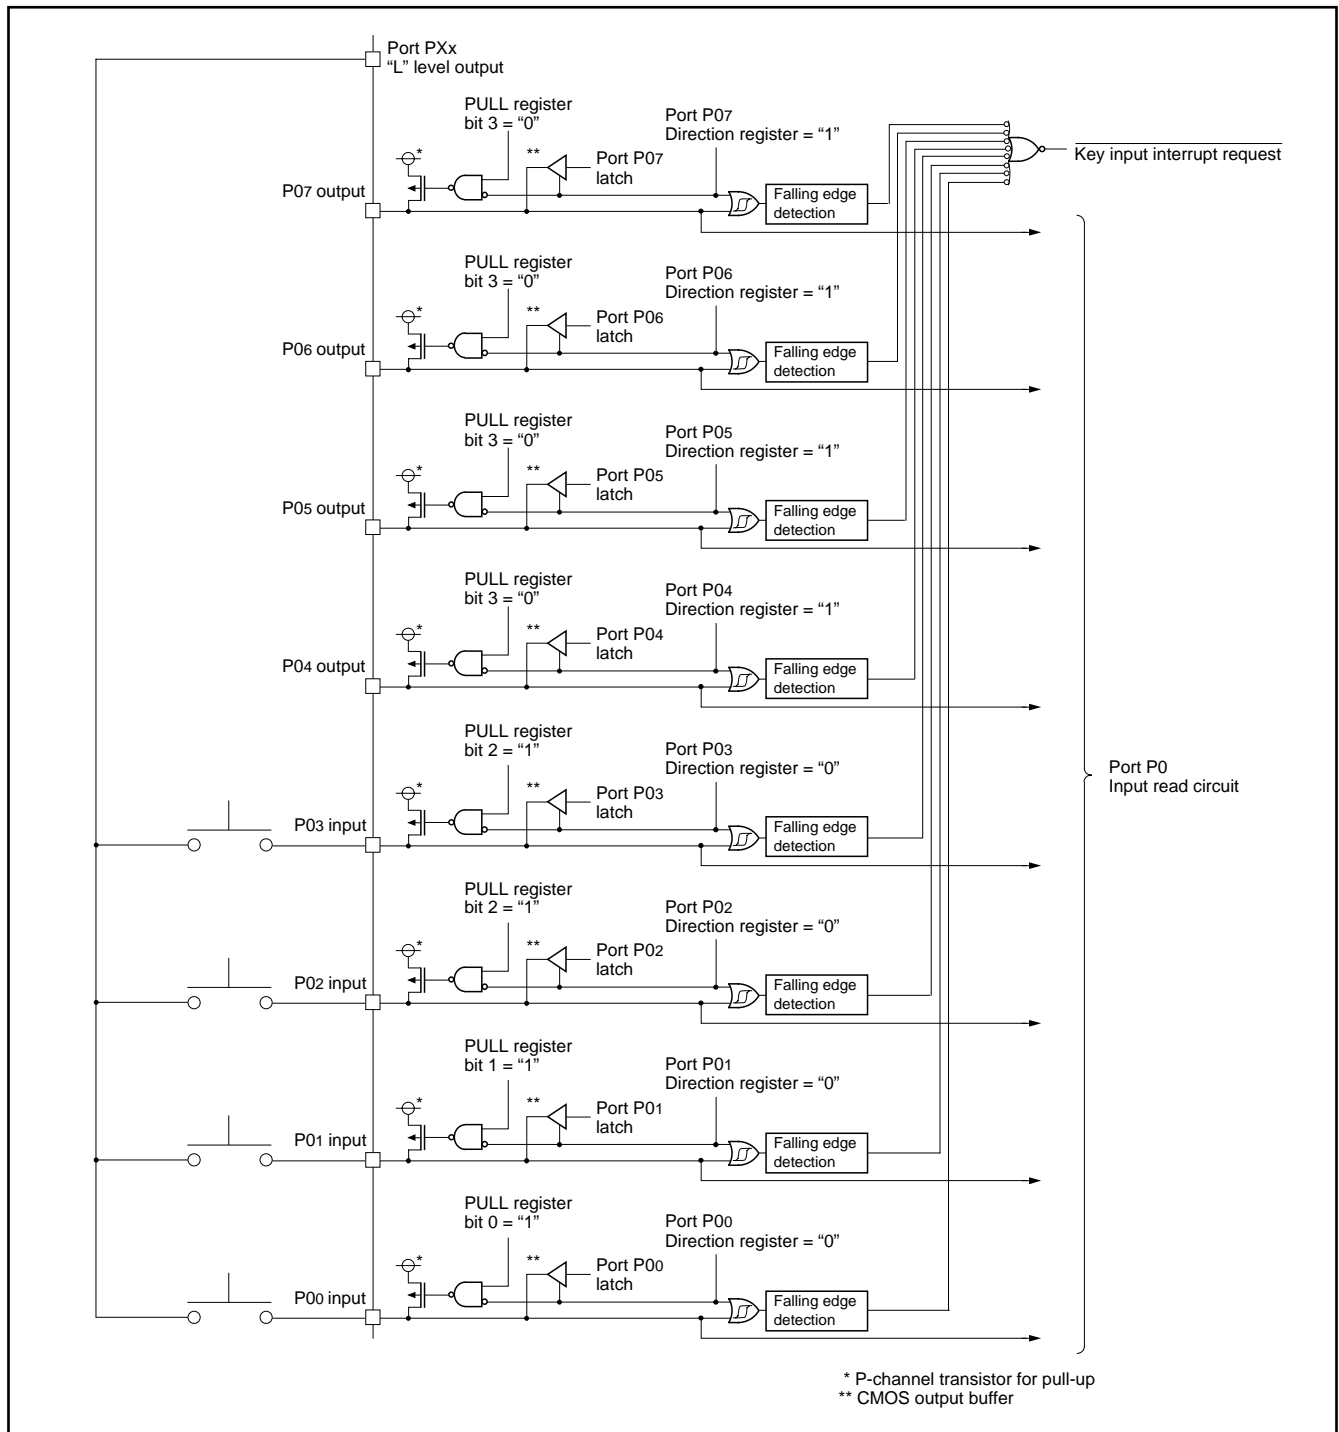 Port PXx
“L” level output
PULL register
bit 3 = “0”
Port P07
Direction register = “1”
*
**
Port P07
latch
P07 output
Falling edge
detection
Key input interrupt request
PULL register
bit 3 = “0”
Port P06
Direction register = “1”
*
**
Port P06
latch
P06 output
Falling edge
detection
PULL register
bit 3 = “0”
Port P05
Direction register = “1”
*
**
Port P05
latch
P05 output
Falling edge
detection
PULL register
bit 3 = “0”
Port P04
Direction register = “1”
*
**
Port P04
latch
P04 output
Falling edge
detection
PULL register
bit 2 = “1”
Port P03
Direction register = “0”
*
**
Port P03
latch
P03 input
Falling edge
detection
Port P0
Input read circuit
PULL register
bit 2 = “1”
Port P02
Direction register = “0”
*
**
Port P02
latch
P02 input
Falling edge
detection
PULL register
bit 1 = “1”
Port P01
Direction register = “0”
*
**
Port P01
latch
P01 input
Falling edge
detection
PULL register
bit 0 = “1”
Port P00
Direction register = “0”
*
**
Port P00
latch
P00 input
Falling edge
detection
* P-channel transistor for pull-up
** CMOS output buffer